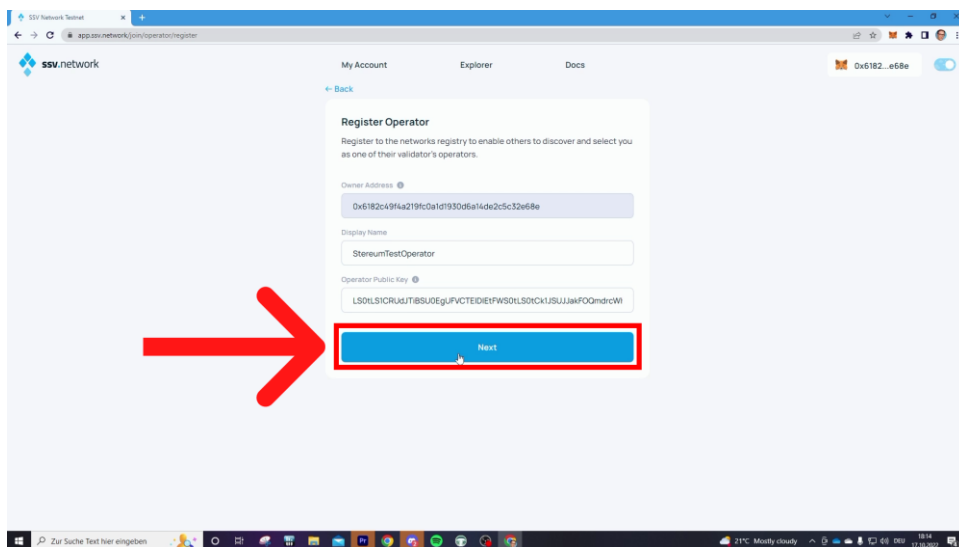 SSV Network Testnet
app.ssv.network/join/operator/register
ssv.network
My Account
Explorer
Docs
0x6182...e68e
← Back
Register Operator
Register to the networks registry to enable others to discover and select you
as one of their validator's operators.
Owner Address
0x6182c49f4a219fc0a1d1930d6a14de2c5c32e68e
Display Name
StereumTestOperator
Operator Public Key
LS0tLS1CRUdJTiBSU0EgUFVCTElDIEtFWS0tLS0tCk1JSUJJakFOQmdrcWl
Next
Zur Suche Text hier eingeben
21°C Mostly cloudy
DEU
18:14
17.10.2022